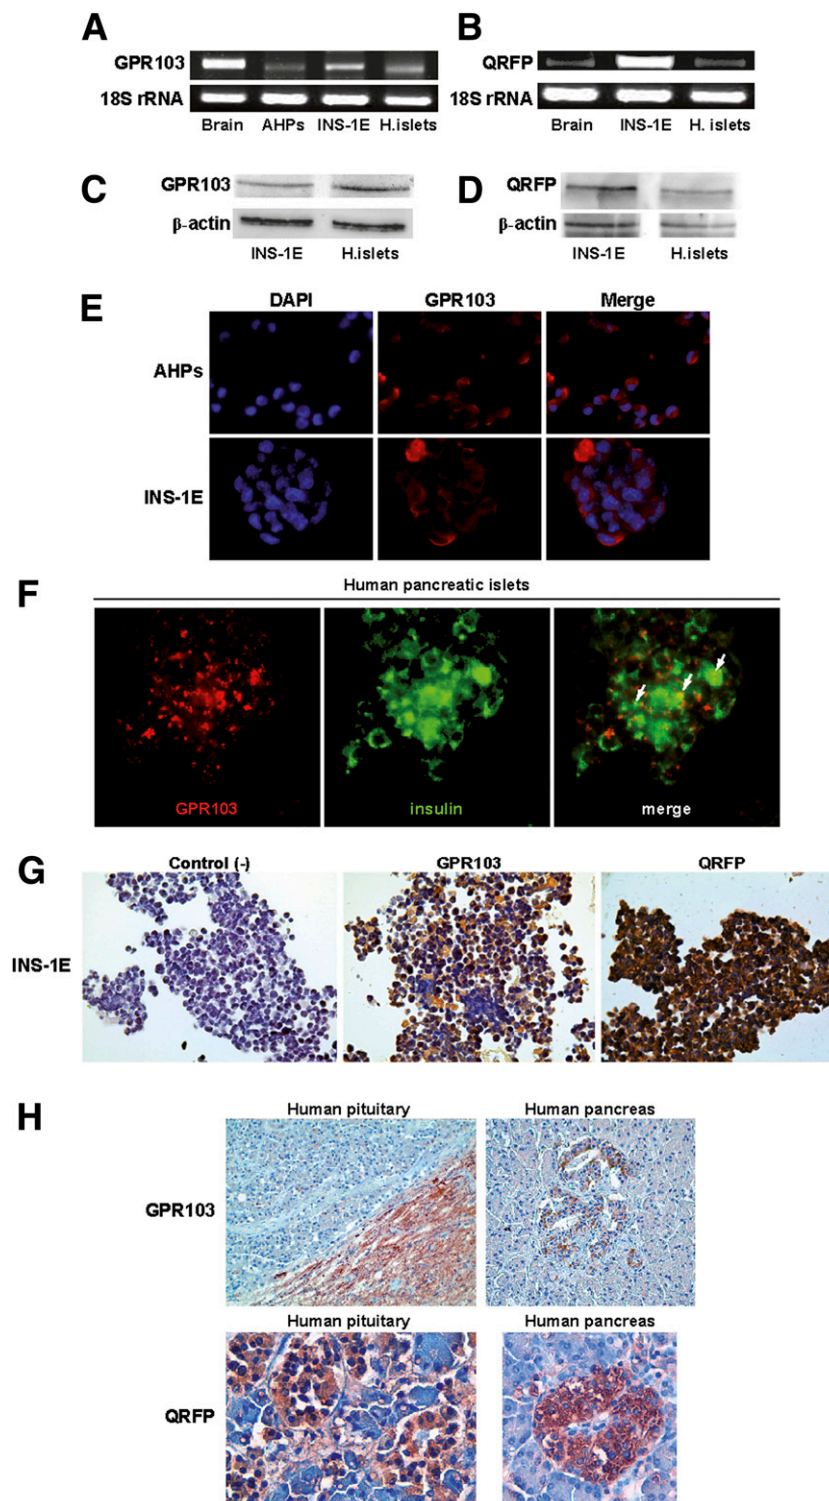 A
B
GPR103
18S rRNA
Brain AHPs INS-1E H.islets
QRFP
18S rRNA
Brain INS-1E H. islets
C
D
GPR103
β-actin
INS-1E H.islets
QRFP
β-actin
INS-1E H.islets
E
DAPI GPR103 Merge
AHPs
INS-1E
F
Human pancreatic islets
GPR103 insulin merge
G
Control (-) GPR103 QRFP
INS-1E
H
Human pituitary Human pancreas
GPR103
Human pituitary Human pancreas
QRFP